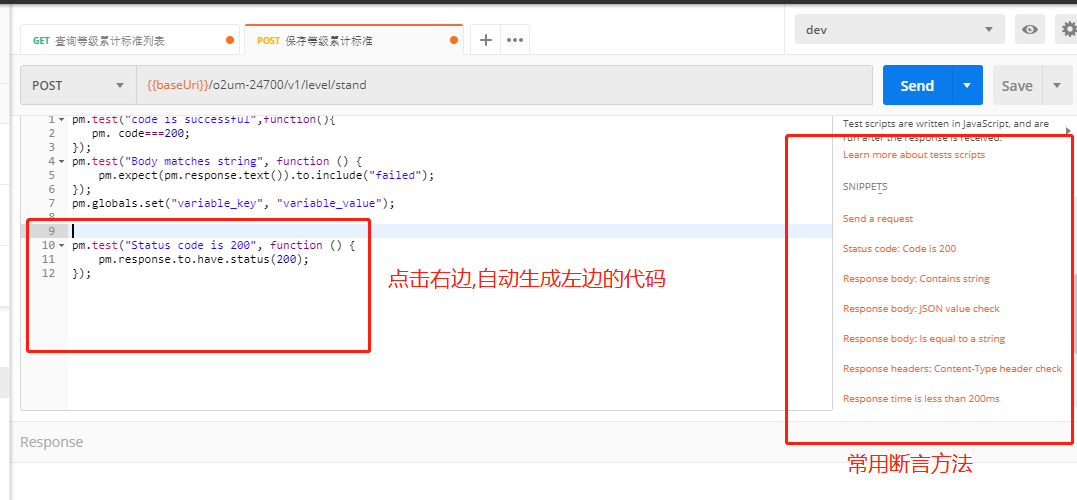 GET 查询等级累计标准列表
POST 保存等级累计标准
dev
POST
{{baseUri}}/o2um-24700/v1/level/stand
Send
Save
1 pm.test("code is successful",function(){
2 pm. code===200;
3 });
4 pm.test("Body matches string", function () {
5 pm.expect(pm.response.text()).to.include("failed");
6 });
7 pm.globals.set("variable_key", "variable_value");
8
9
10 pm.test("Status code is 200", function () {
11 pm.response.to.have.status(200);
12 });
点击右边,自动生成左边的代码
Test scripts are written in JavaScript, and are
run after the response is received.
Learn more about tests scripts
SNIPPETS
Send a request
Status code: Code is 200
Response body: Contains string
Response body: JSON value check
Response body: Is equal to a string
Response headers: Content-Type header check
Response time is less than 200ms
Response
常用断言方法